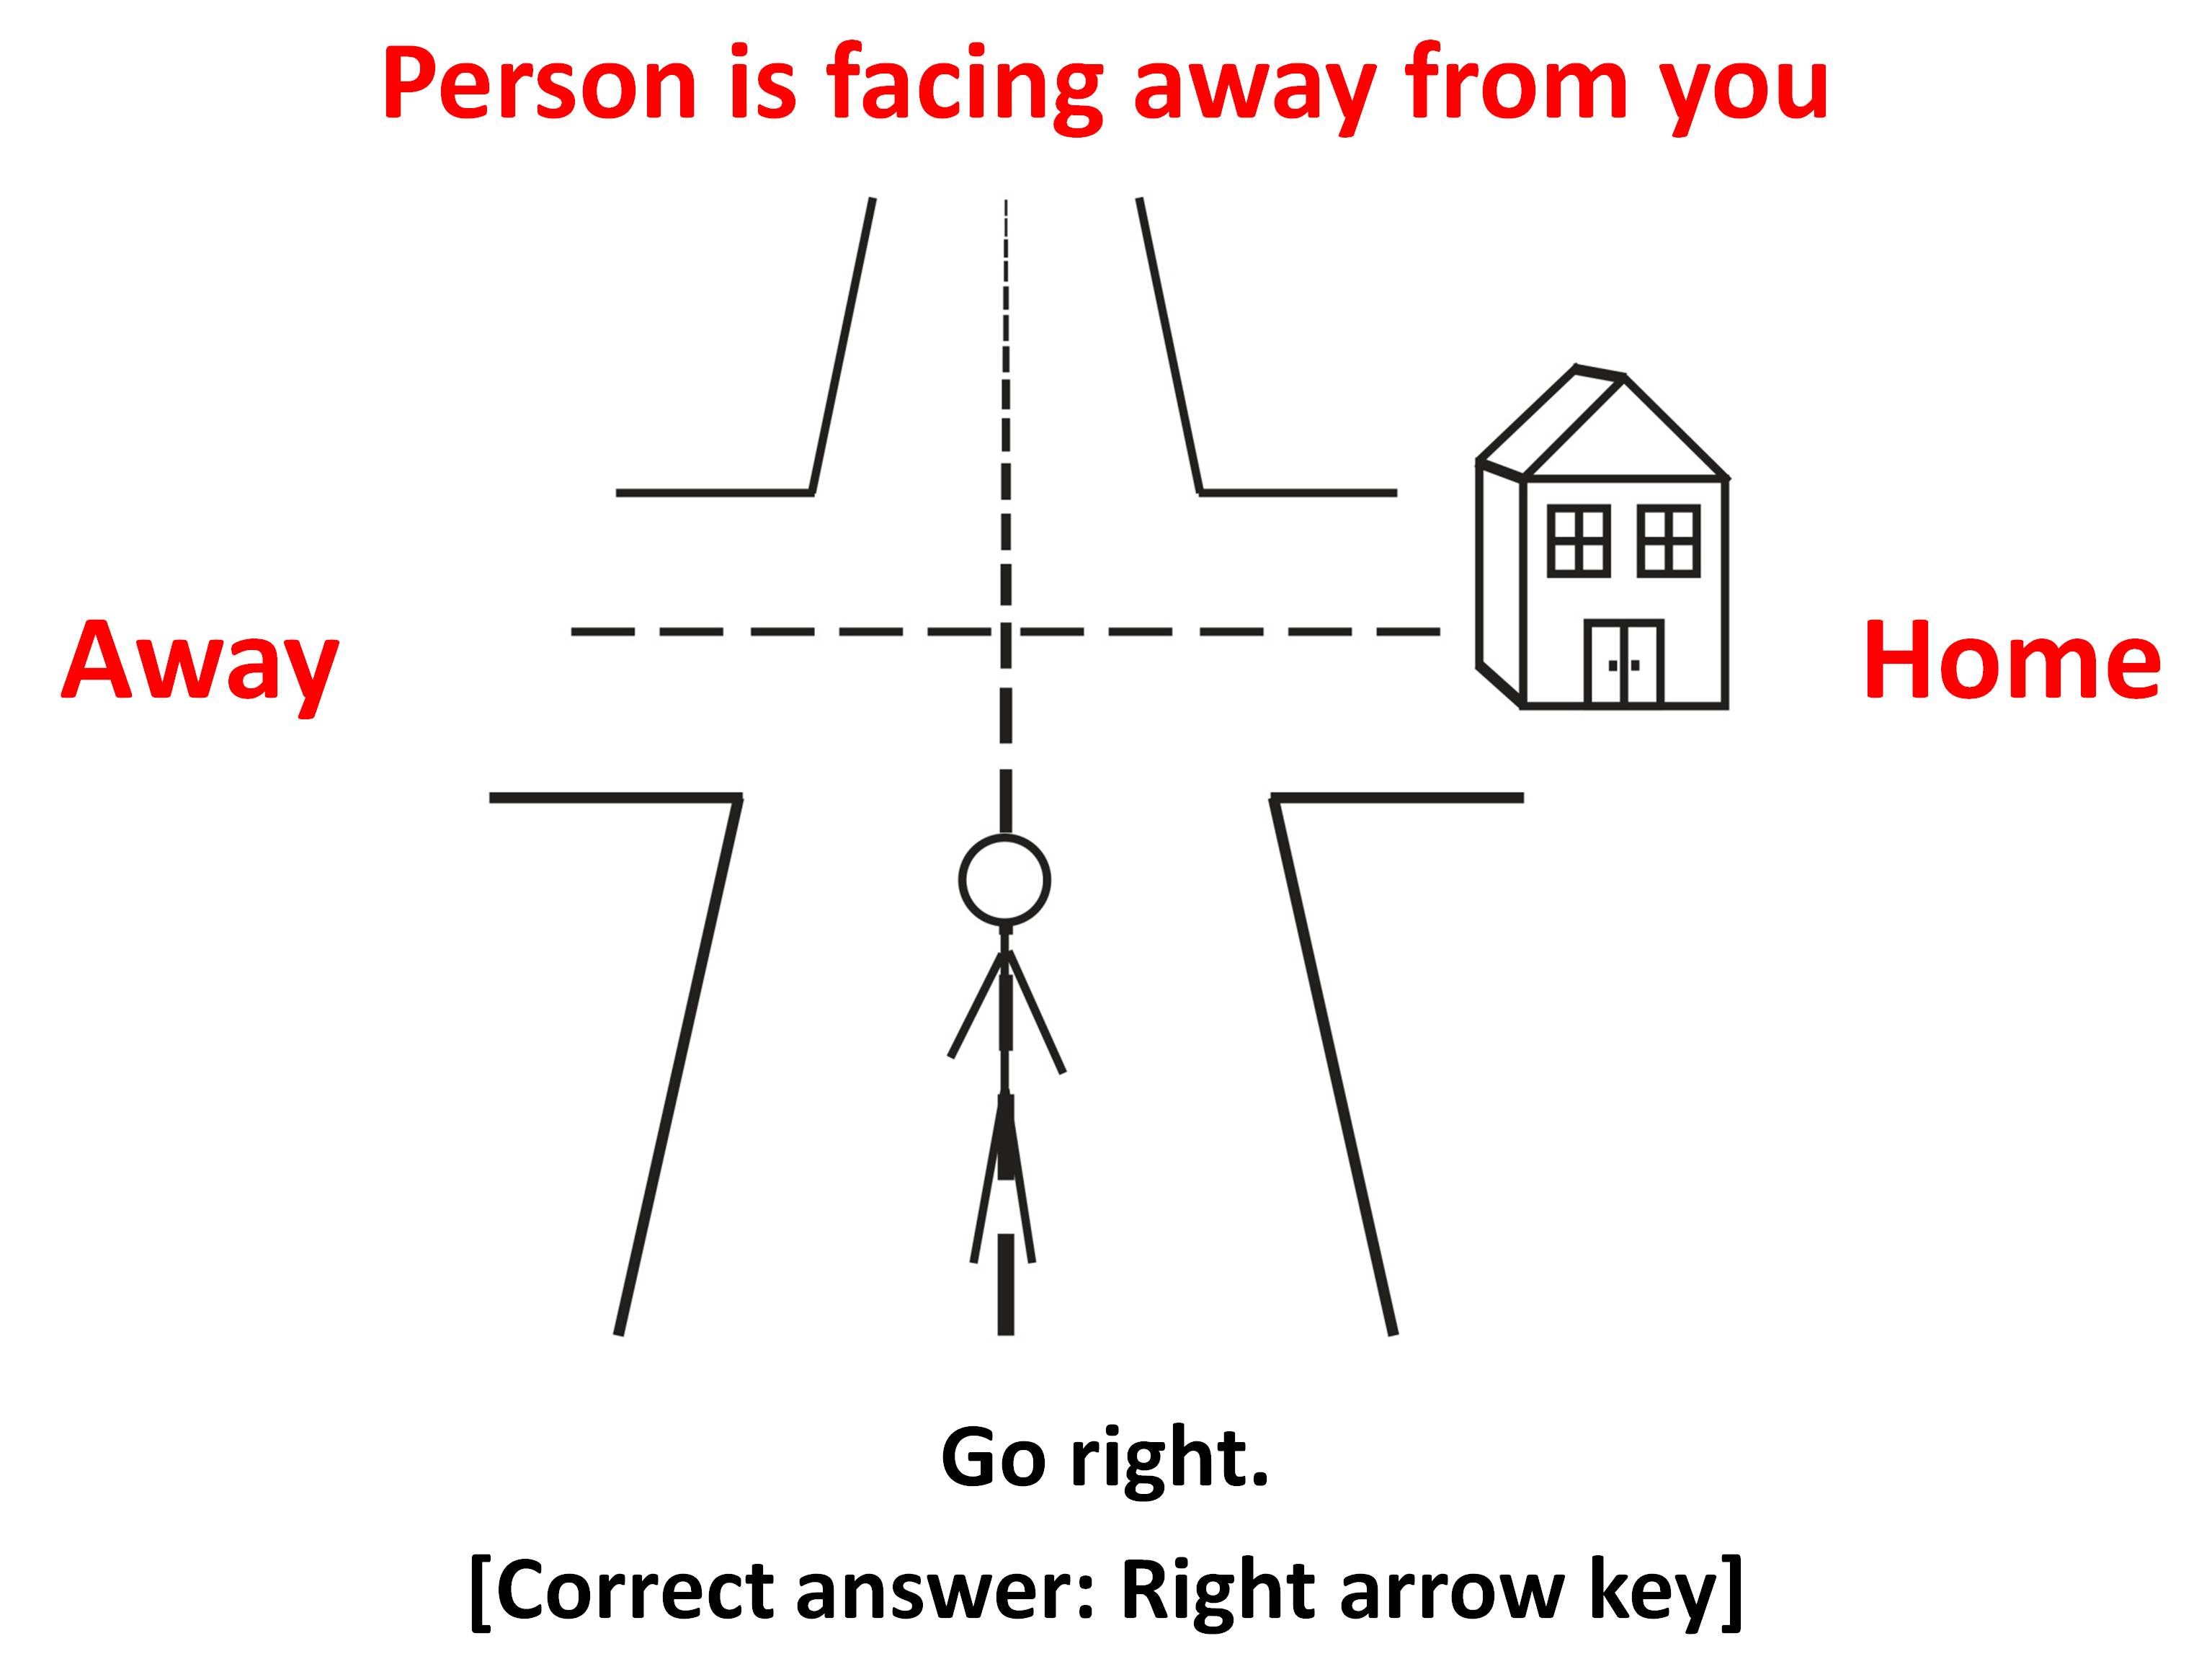 Person is facing away from you
Away
Home
Go right.
[Correct answer: Right arrow key]